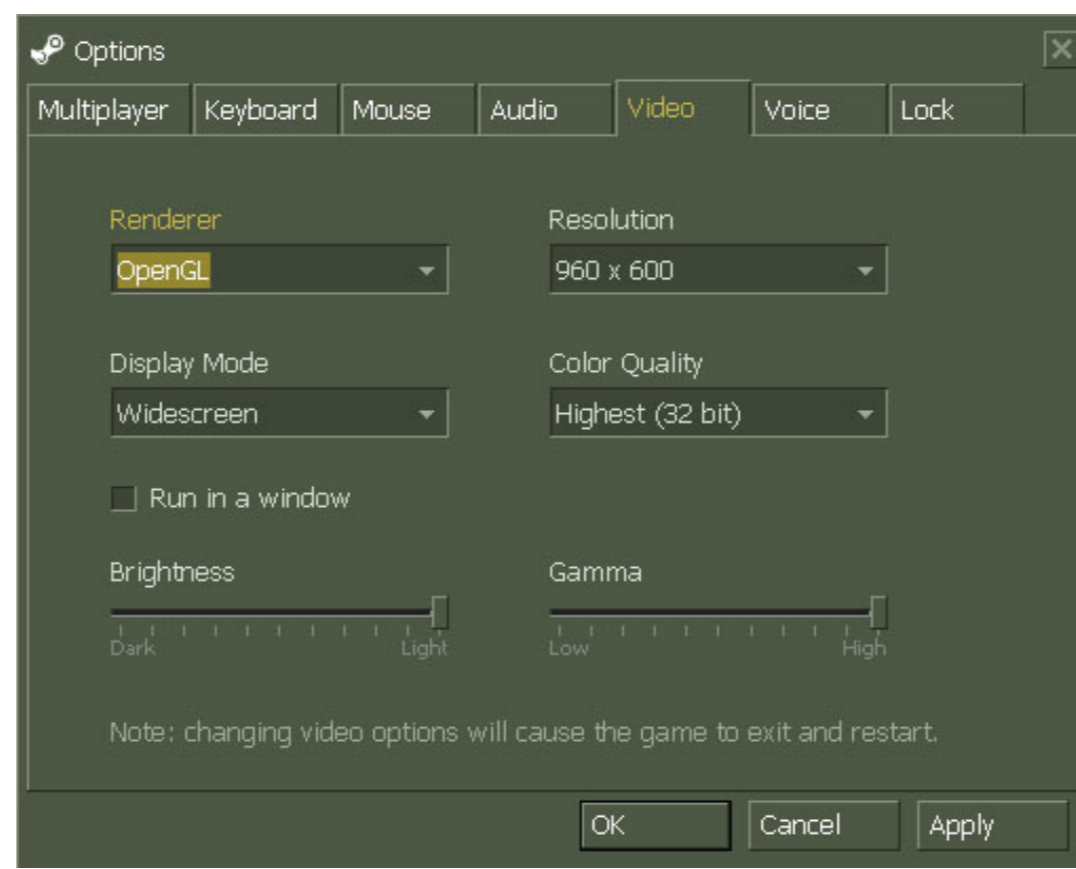 Options
Multiplayer Keyboard Mouse Audio Video Voice Lock
Renderer Resolution
OpenGL 960 x 600
Display Mode Color Quality
Widescreen Highest (32 bit)
Run in a window
Brightness Gamma
Dark Light Low High
Note: changing video options will cause the game to exit and restart.
OK Cancel Apply